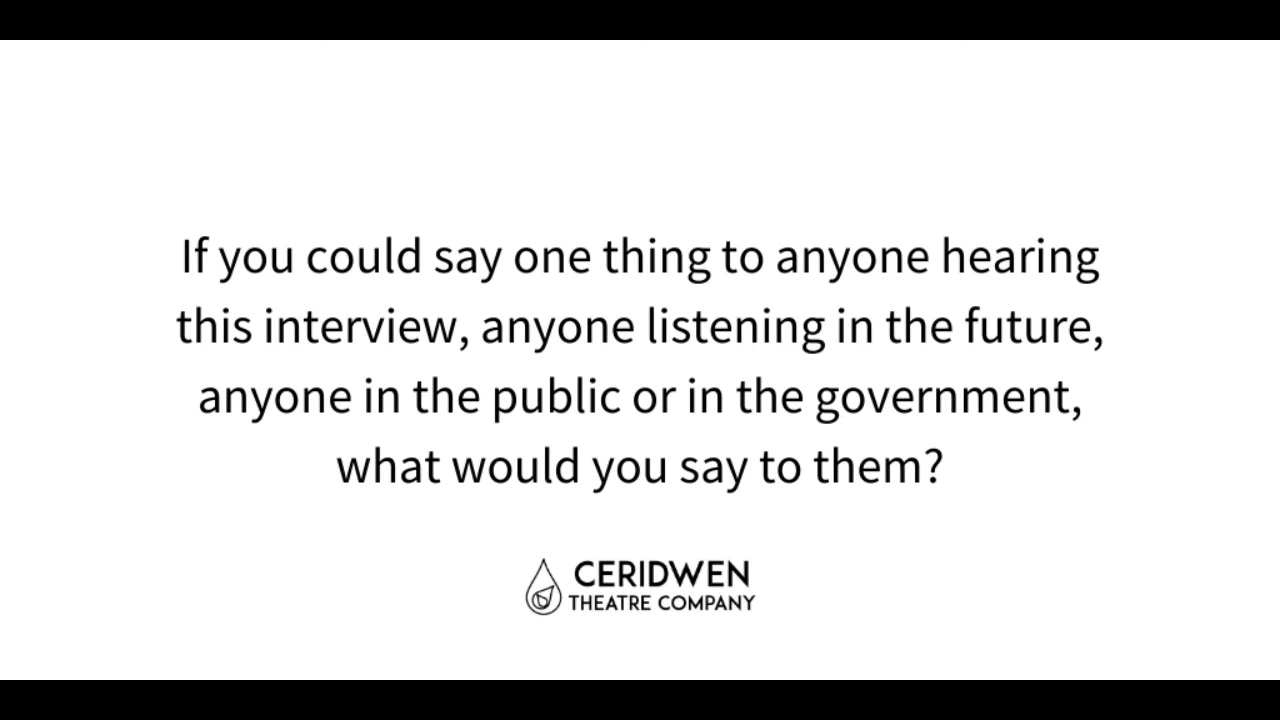 If you could say one thing to anyone hearing
this interview, anyone listening in the future,
anyone in the public or in the government,
what would you say to them?
CERIDWEN
THEATRE COMPANY